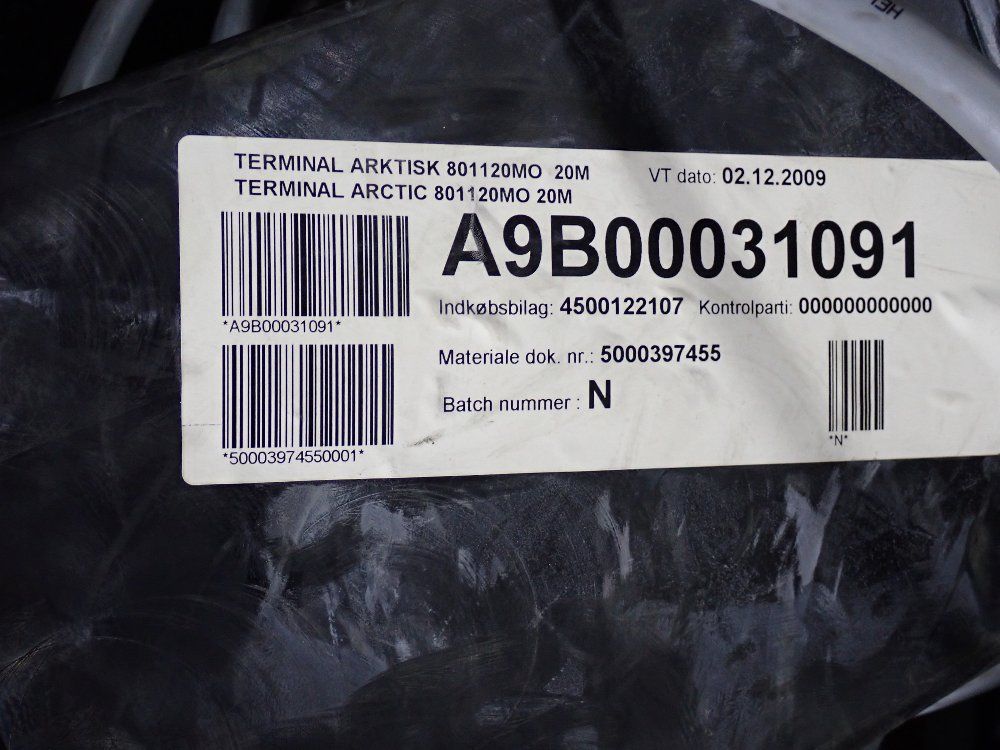 TERMINAL ARKTISK 801120MO 20M
VT dato: 02.12.2009
TERMINAL ARCTIC 801120MO 20M
A9B00031091
*A9B00031091*
Indkøbsbilag: 4500122107 Kontrolparti: 000000000000
Materiale dok. nr.: 5000397455
Batch nummer : N
*50003974550001*
*N*